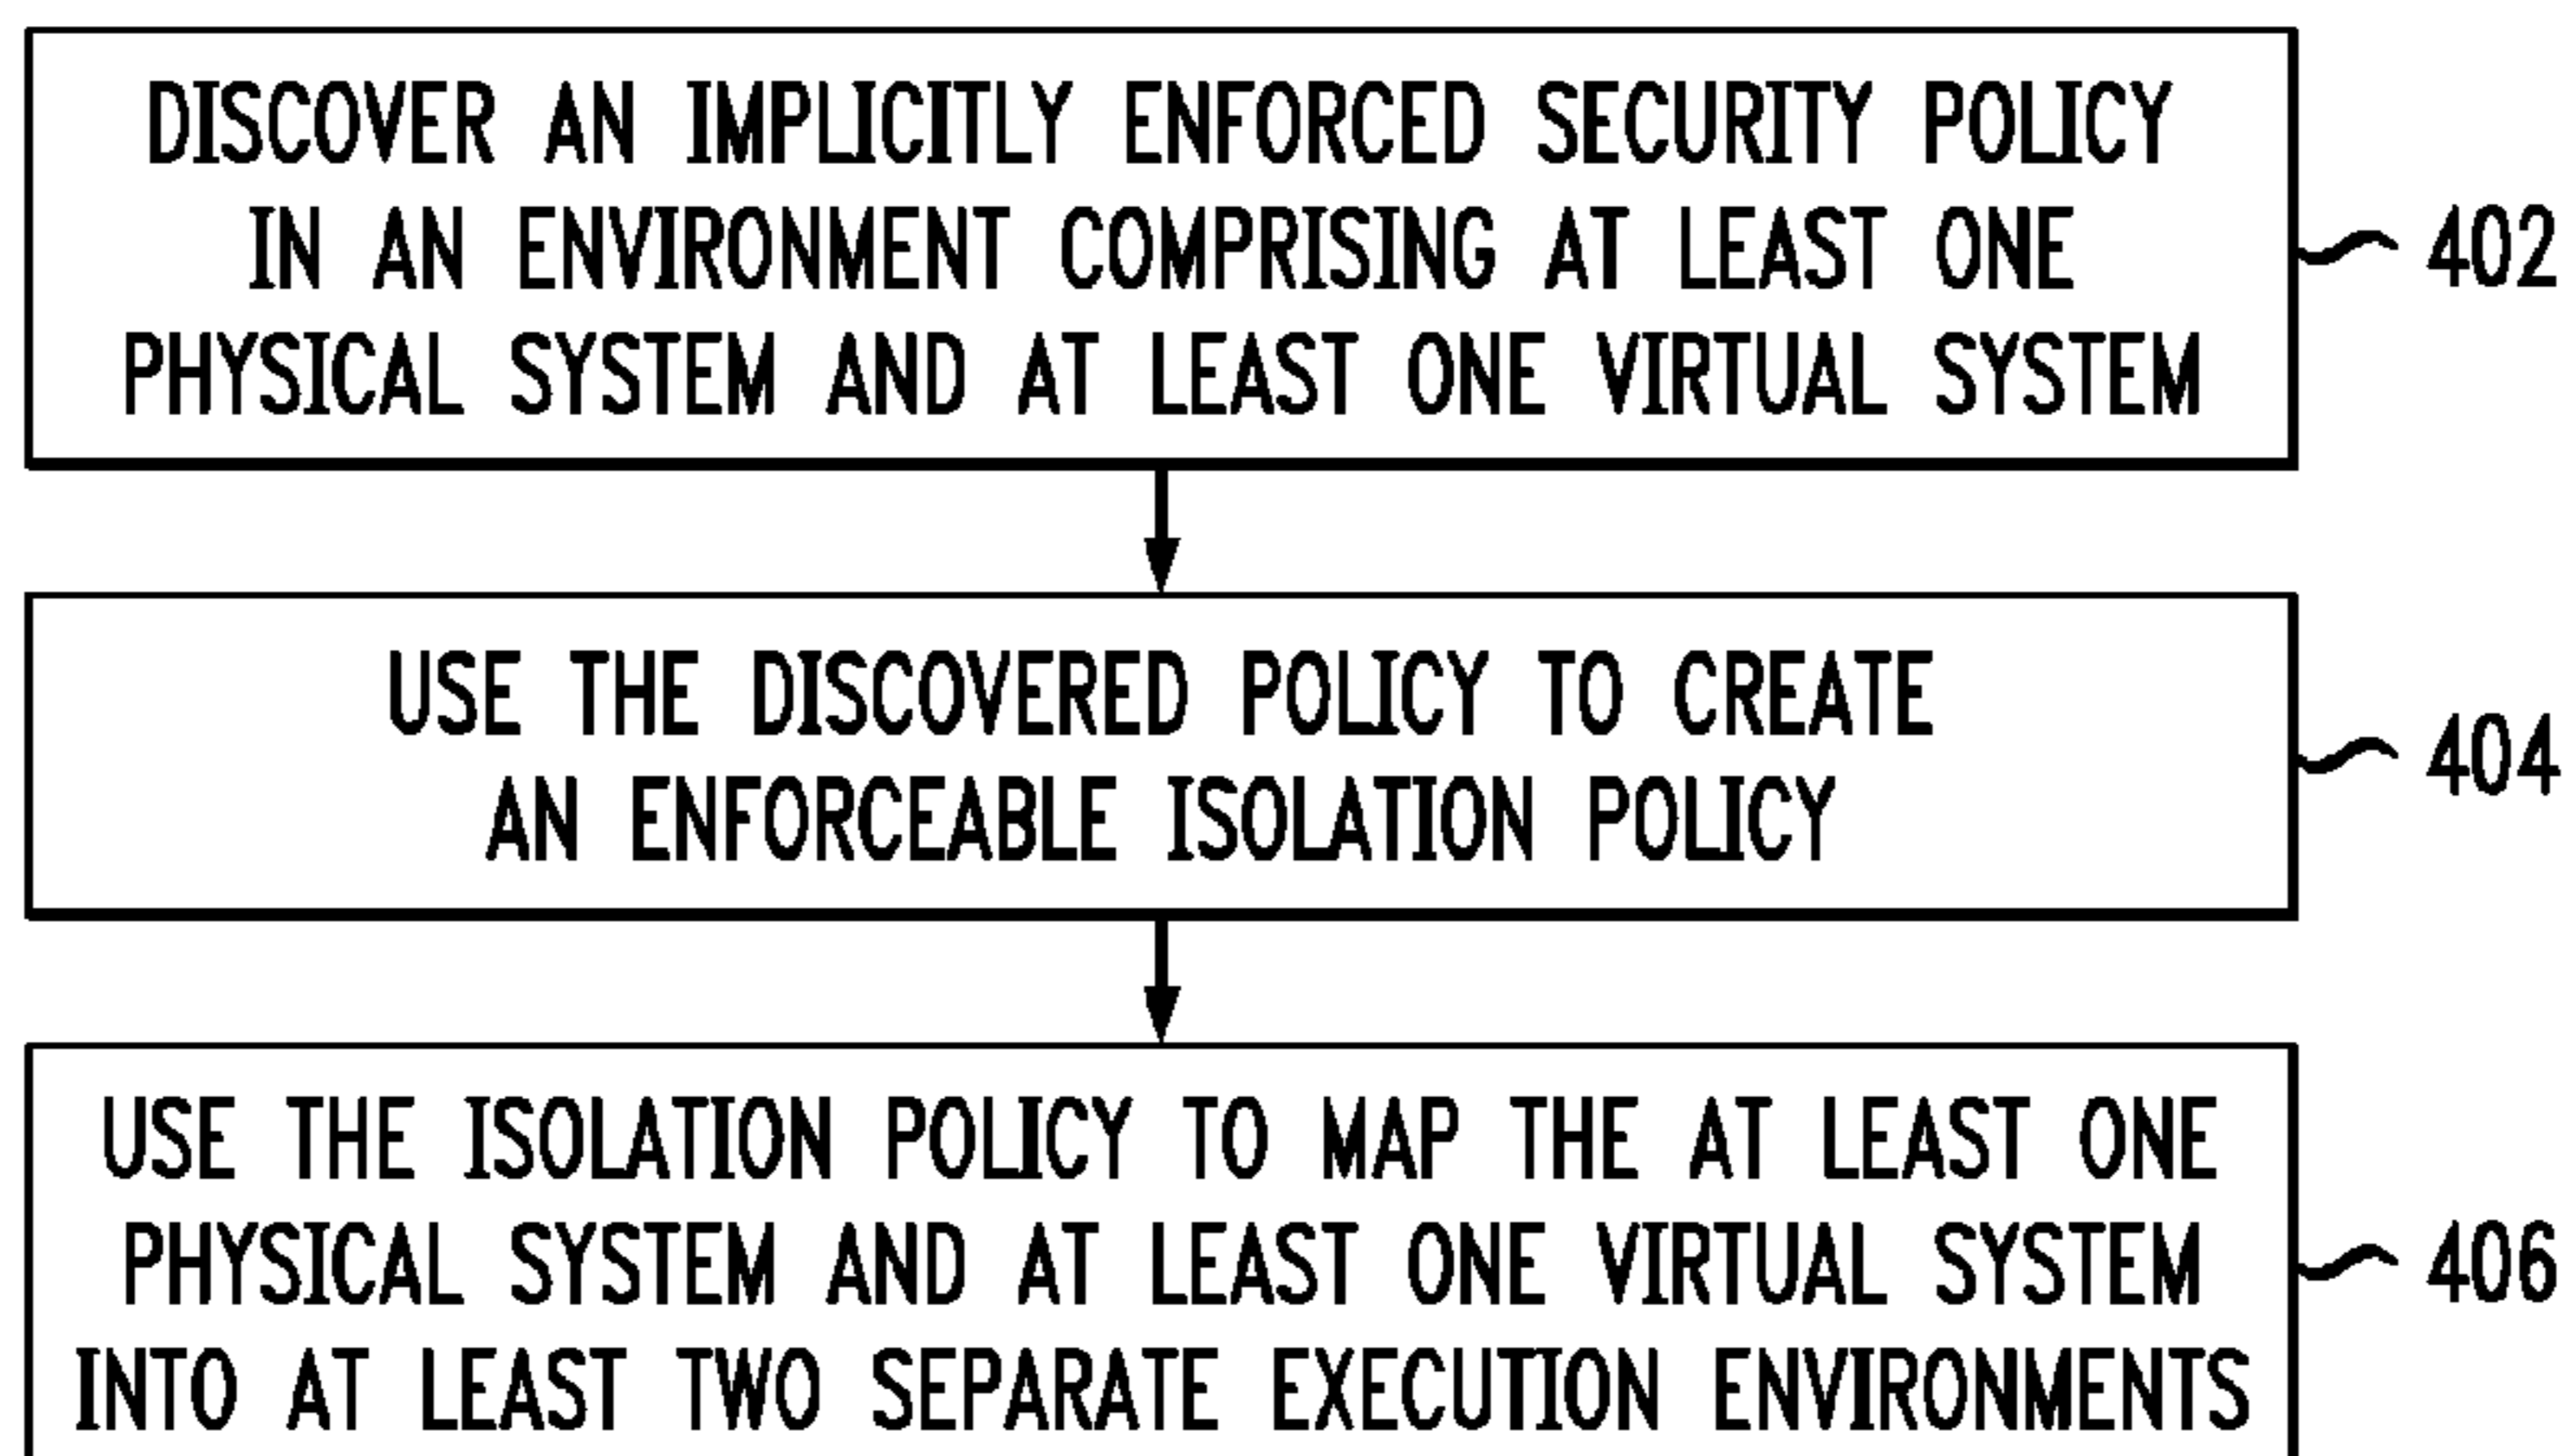 DISCOVER AN IMPLICITLY ENFORCED SECURITY POLICY
IN AN ENVIRONMENT COMPRISING AT LEAST ONE
PHYSICAL SYSTEM AND AT LEAST ONE VIRTUAL SYSTEM
402
USE THE DISCOVERED POLICY TO CREATE
AN ENFORCEABLE ISOLATION POLICY
404
USE THE ISOLATION POLICY TO MAP THE AT LEAST ONE
PHYSICAL SYSTEM AND AT LEAST ONE VIRTUAL SYSTEM
INTO AT LEAST TWO SEPARATE EXECUTION ENVIRONMENTS
406